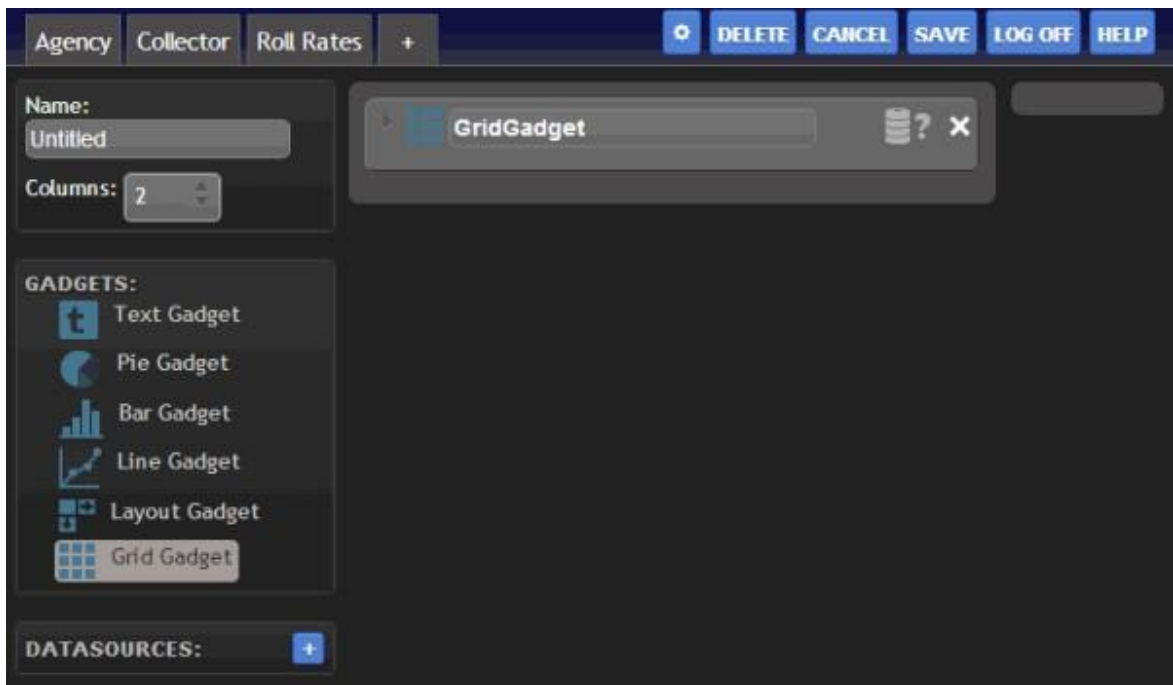 Agency Collector Roll Rates + DELETE CANCEL SAVE LOG OFF HELP
Name:
Untitled
Columns: 2
GridGadget ? ×
GADGETS:
t Text Gadget
Pie Gadget
Bar Gadget
Line Gadget
Layout Gadget
Grid Gadget
DATASOURCES: +